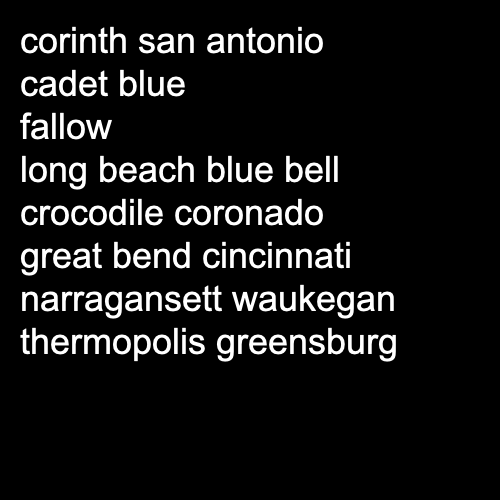 corinth san antonio
cadet blue
fallow
long beach blue bell
crocodile coronado
great bend cincinnati
narragansett waukegan
thermopolis greensburg